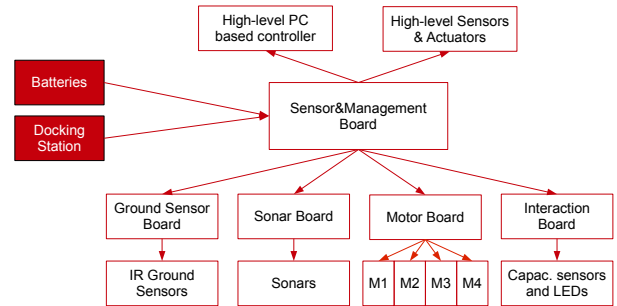 High-level PC
based controller
High-level Sensors
& Actuators
Batteries
Docking
Station
Sensor&Management
Board
Ground Sensor
Board
Sonar Board
Motor Board
Interaction
Board
IR Ground
Sensors
Sonars
M1 M2 M3 M4
Capac. sensors
and LEDs